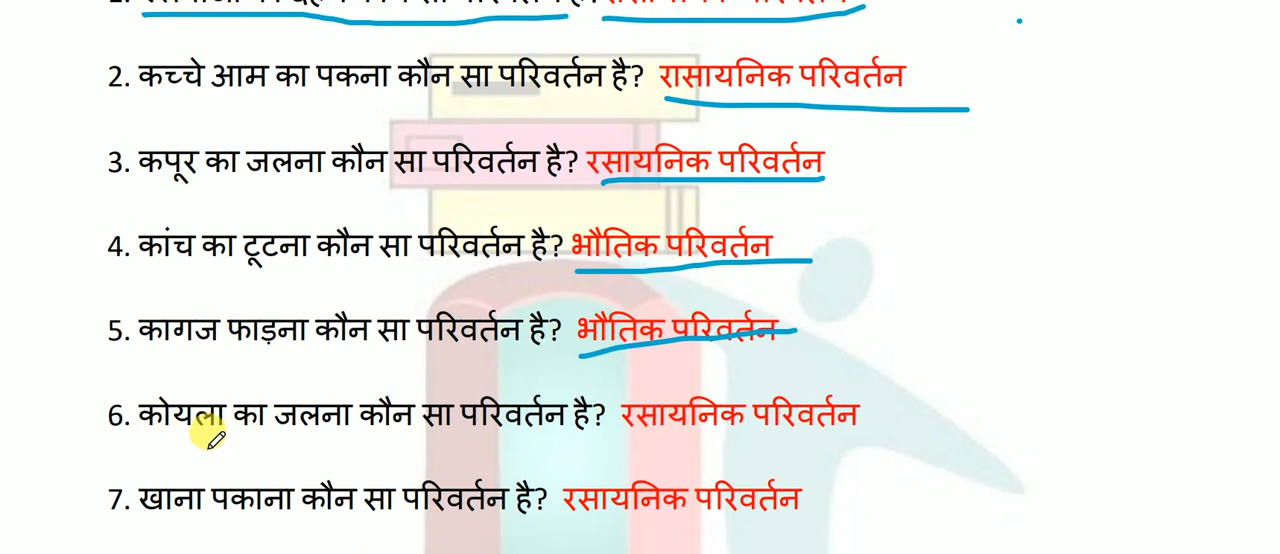 2. कच्चे आम का पकना कौन सा परिवर्तन है? रासायनिक परिवर्तन
3. कपूर का जलना कौन सा परिवर्तन है? रसायनिक परिवर्तन
4. कांच का टूटना कौन सा परिवर्तन है? भौतिक परिवर्तन
5. कागज फाड़ना कौन सा परिवर्तन है? भौतिक परिवर्तन
6. कोयला का जलना कौन सा परिवर्तन है? रसायनिक परिवर्तन
7. खाना पकाना कौन सा परिवर्तन है? रसायनिक परिवर्तन